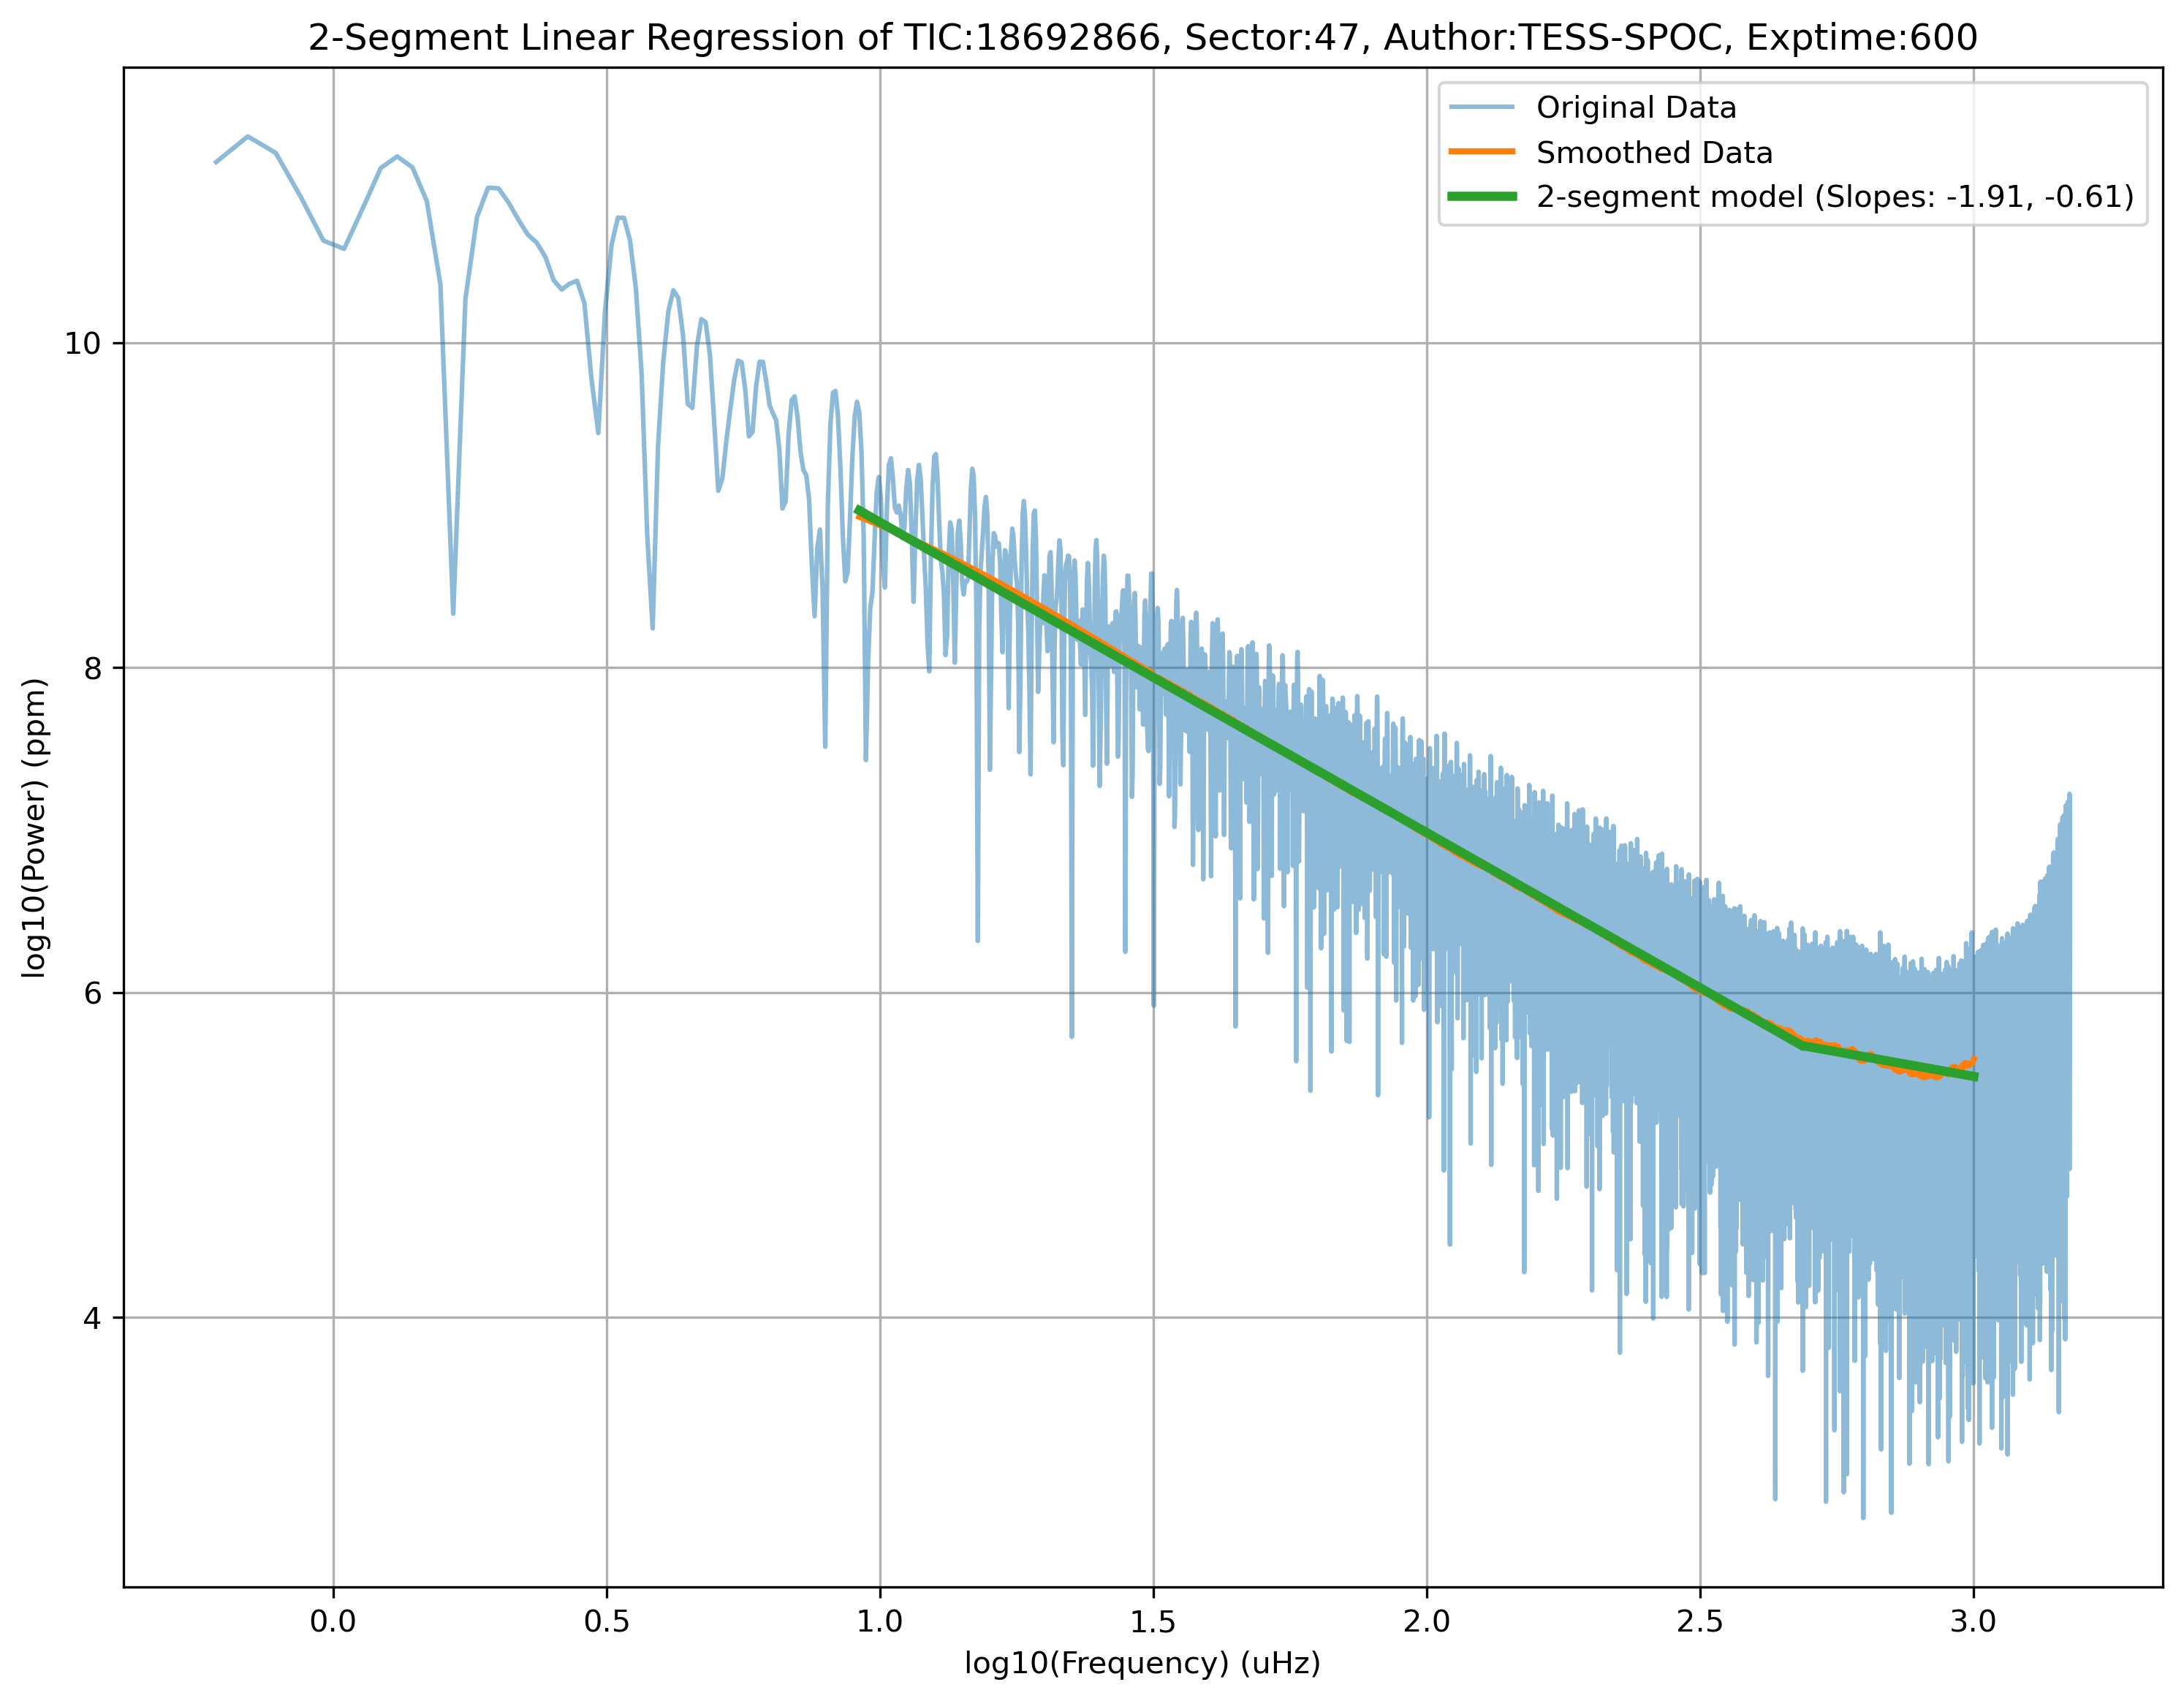 2-Segment Linear Regression of TIC:18692866, Sector:47, Author:TESS-SPOC, Exptime:600
Original Data
Smoothed Data
2-segment model (Slopes: -1.91, -0.61)
log10(Power) (ppm)
10
8
6
4
0.0 0.5 1.0 1.5 2.0 2.5 3.0
log10(Frequency) (uHz)